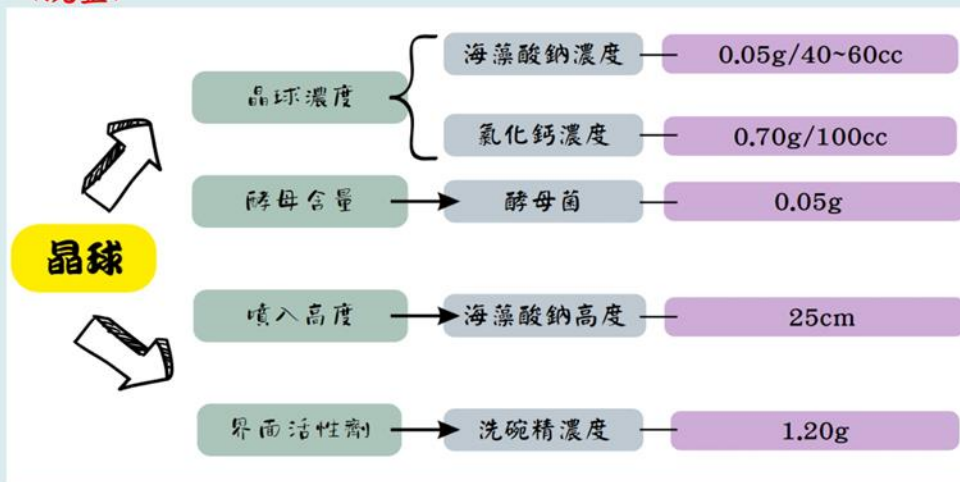 海藻酸鈉濃度 0.05g/40~60cc
晶球濃度
氯化鈣濃度 0.70g/100cc
酵母含量 酵母菌 0.05g
晶球
噴入高度 海藻酸鈉高度 25cm
界面活性劑 洗碗精濃度 1.20g